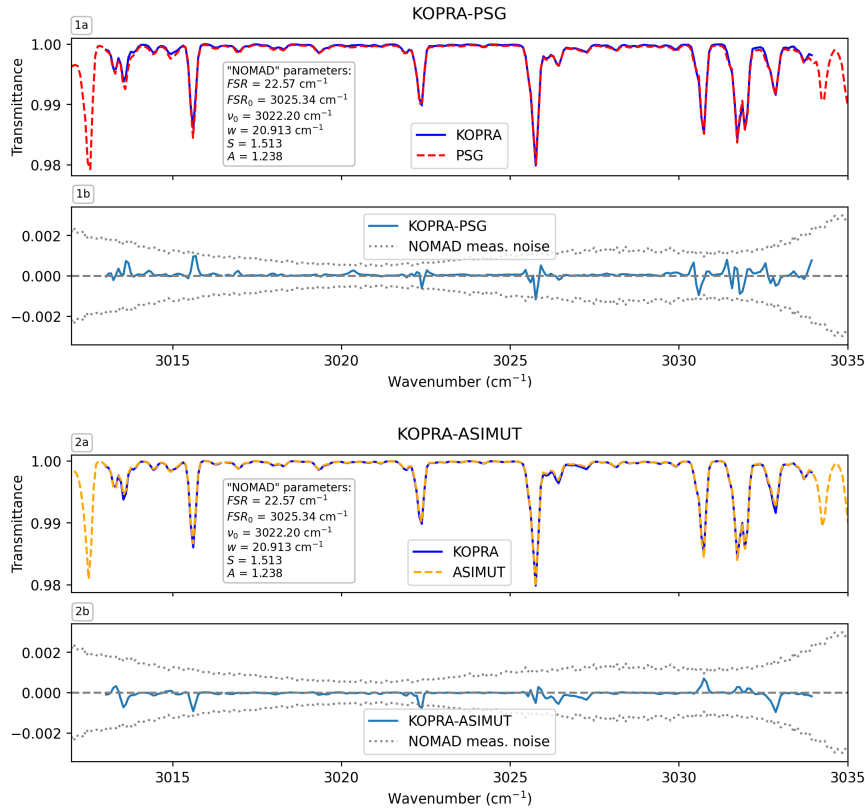 KOPRA-PSG
1a
1.00
0.99
0.98
Transmittance
"NOMAD" parameters:
FSR = 22.57 cm⁻¹
FSR₀ = 3025.34 cm⁻¹
ν₀ = 3022.20 cm⁻¹
w = 20.913 cm⁻¹
S = 1.513
A = 1.238
KOPRA
PSG
1b
0.002
0.000
−0.002
KOPRA-PSG
NOMAD meas. noise
3015 3020 3025 3030 3035
Wavenumber (cm⁻¹)
KOPRA-ASIMUT
2a
1.00
0.99
0.98
Transmittance
"NOMAD" parameters:
FSR = 22.57 cm⁻¹
FSR₀ = 3025.34 cm⁻¹
ν₀ = 3022.20 cm⁻¹
w = 20.913 cm⁻¹
S = 1.513
A = 1.238
KOPRA
ASIMUT
2b
0.002
0.000
−0.002
KOPRA-ASIMUT
NOMAD meas. noise
3015 3020 3025 3030 3035
Wavenumber (cm⁻¹)